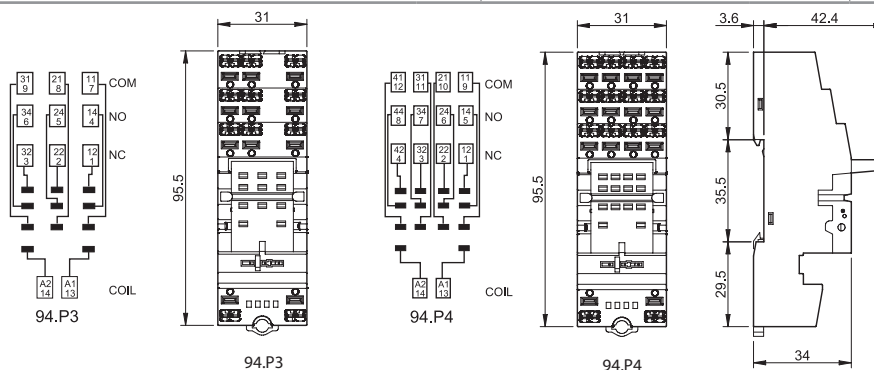 31
31
3.6
42.4
31 21 11 COM
9 8 7
34 24 14 NO
6 5 4
32 22 12 NC
3 2 1
A2 A1 COIL
14 13
94.P3
95.5
94.P3
41 31 21 11 COM
12 11 10 9
44 34 24 14 NO
8 7 6 5
42 32 22 12 NC
4 3 2 1
A2 A1 COIL
14 13
94.P4
95.5
94.P4
30.5
35.5
29.5
34